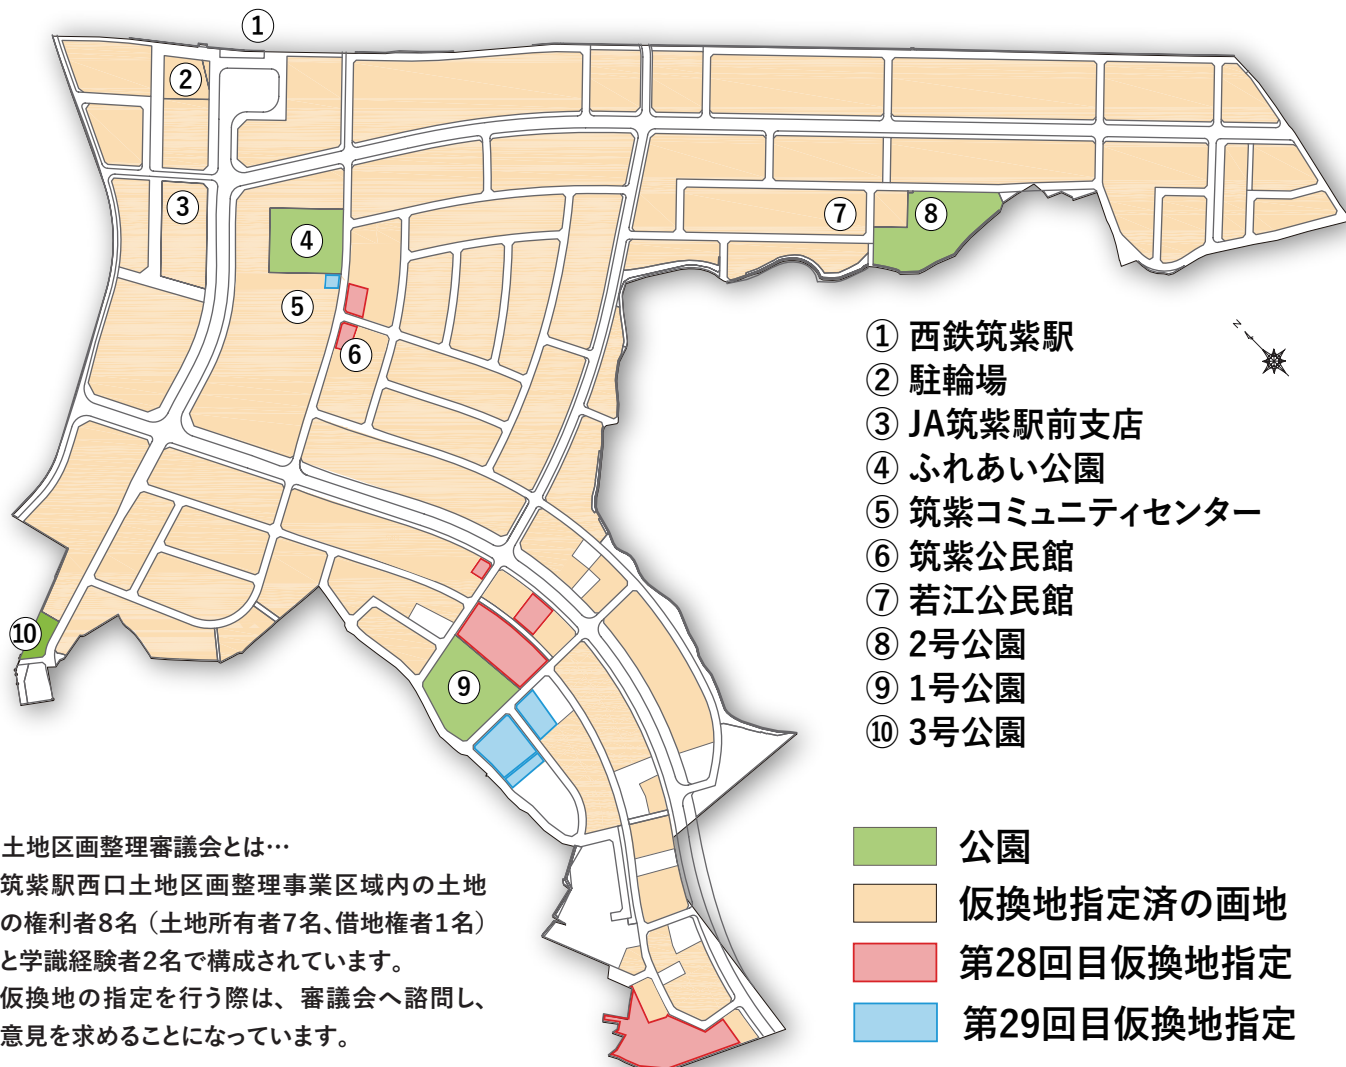 ①
②
③
④
⑤
⑥
⑦
⑧
⑨
⑩
N
① 西鉄筑紫駅
② 駐輪場
③ JA筑紫駅前支店
④ ふれあい公園
⑤ 筑紫コミュニティセンター
⑥ 筑紫公民館
⑦ 若江公民館
⑧ 2号公園
⑨ 1号公園
⑩ 3号公園
公園
仮換地指定済の画地
第28回目仮換地指定
第29回目仮換地指定
土地区画整理審議会とは…
筑紫駅西口土地区画整理事業区域内の土地
の権利者8名（土地所有者7名、借地権者1名）
と学識経験者2名で構成されています。
仮換地の指定を行う際は、審議会へ諮問し、
意見を求めることになっています。